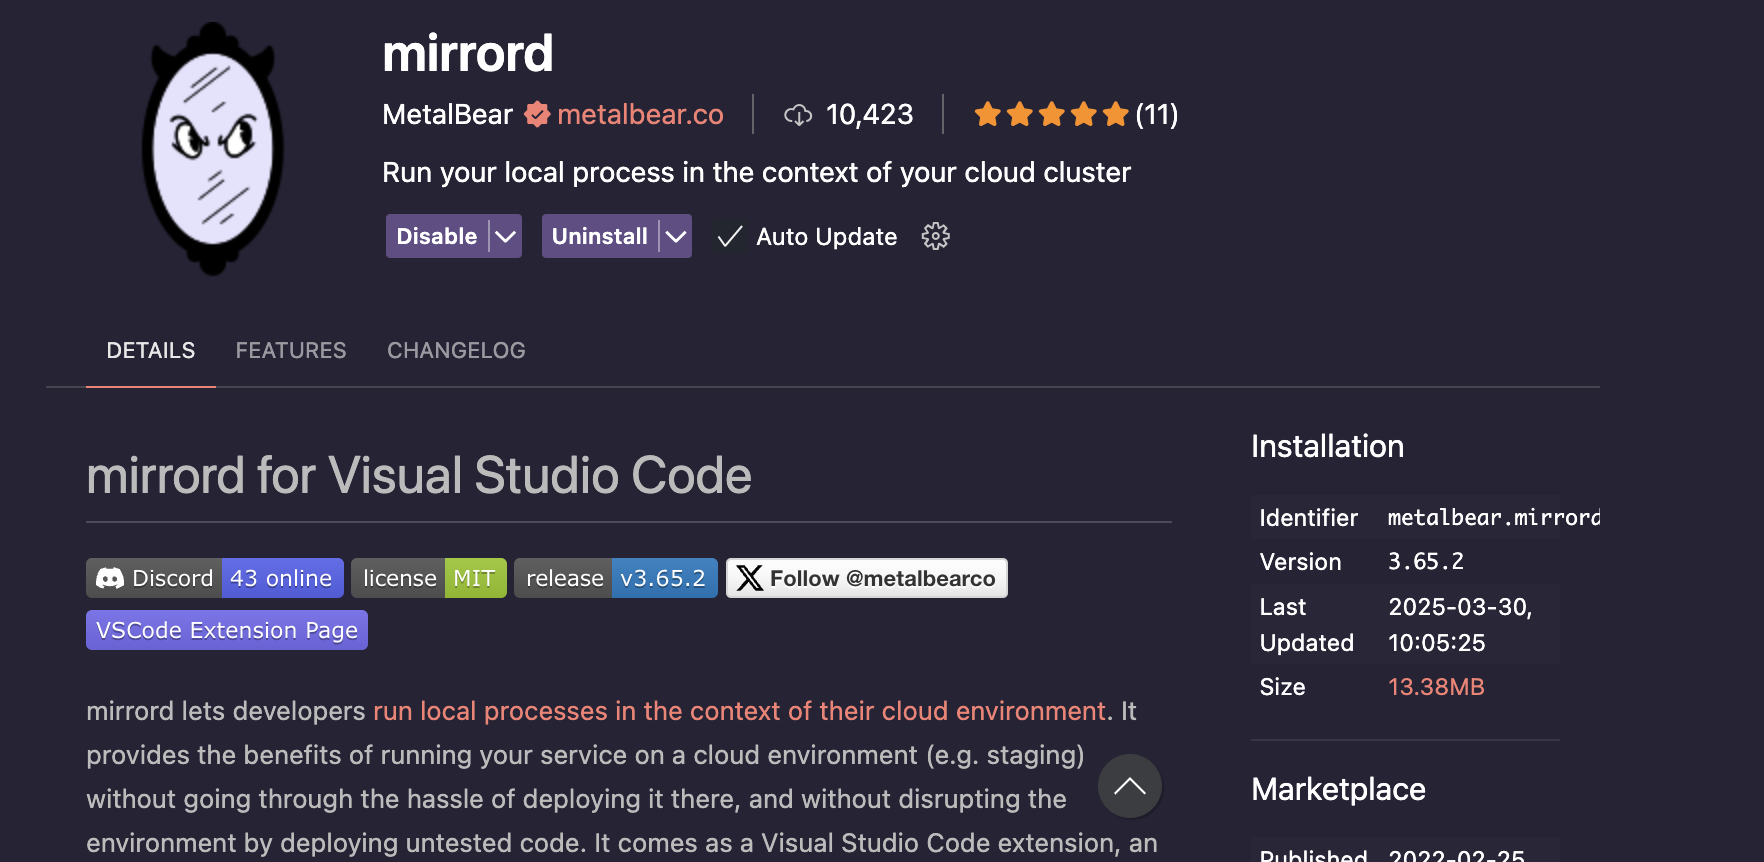 mirrord
MetalBear metalbear.co 10,423 (11)
Run your local process in the context of your cloud cluster
Disable Uninstall Auto Update
DETAILS FEATURES CHANGELOG
mirrord for Visual Studio Code
Discord 43 online license MIT release v3.65.2 Follow @metalbearco
VSCode Extension Page
mirrord lets developers run local processes in the context of their cloud environment. It
provides the benefits of running your service on a cloud environment (e.g. staging)
without going through the hassle of deploying it there, and without disrupting the
environment by deploying untested code. It comes as a Visual Studio Code extension, an
Installation
Identifier metalbear.mirrord
Version 3.65.2
Last 2025-03-30,
Updated 10:05:25
Size 13.38MB
Marketplace
Published 2022-02-25